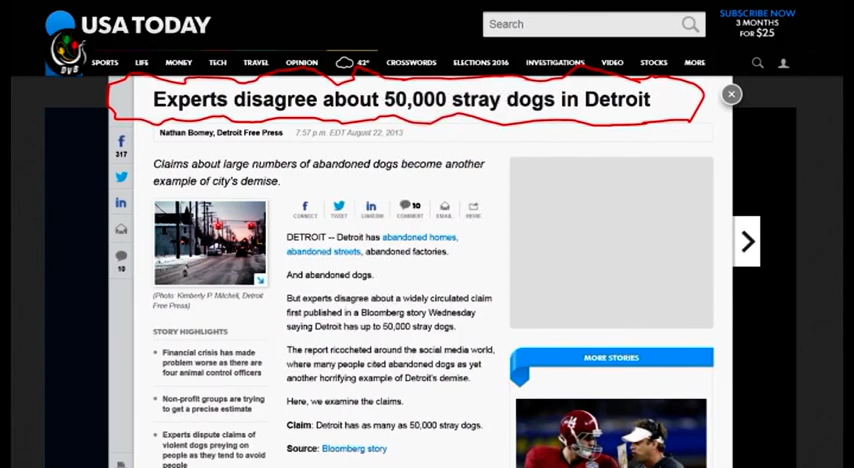 USA TODAY
Search
SUBSCRIBE NOW
3 MONTHS
FOR $25
DVB
SPORTS LIFE MONEY TECH TRAVEL OPINION 42° CROSSWORDS ELECTIONS 2016 INVESTIGATIONS VIDEO STOCKS MORE
Experts disagree about 50,000 stray dogs in Detroit
Nathan Bomey, Detroit Free Press 7:57 p.m. EDT August 22, 2013
317
10
Claims about large numbers of abandoned dogs become another
example of city's demise.
(Photo: Kimberly P. Mitchell, Detroit
Free Press)
STORY HIGHLIGHTS
Financial crisis has made
problem worse as there are
four animal control officers
Non-profit groups are trying
to get a precise estimate
Experts dispute claims of
violent dogs preying on
people as they tend to avoid
people
CONNECT TWEET LINKEDIN 10 COMMENT EMAIL MORE
DETROIT -- Detroit has abandoned homes,
abandoned streets, abandoned factories.
And abandoned dogs.
But experts disagree about a widely circulated claim
first published in a Bloomberg story Wednesday
saying Detroit has up to 50,000 stray dogs.
The report ricocheted around the social media world,
where many people cited abandoned dogs as yet
another horrifying example of Detroit's demise.
Here, we examine the claims.
Claim: Detroit has as many as 50,000 stray dogs.
Source: Bloomberg story
MORE STORIES